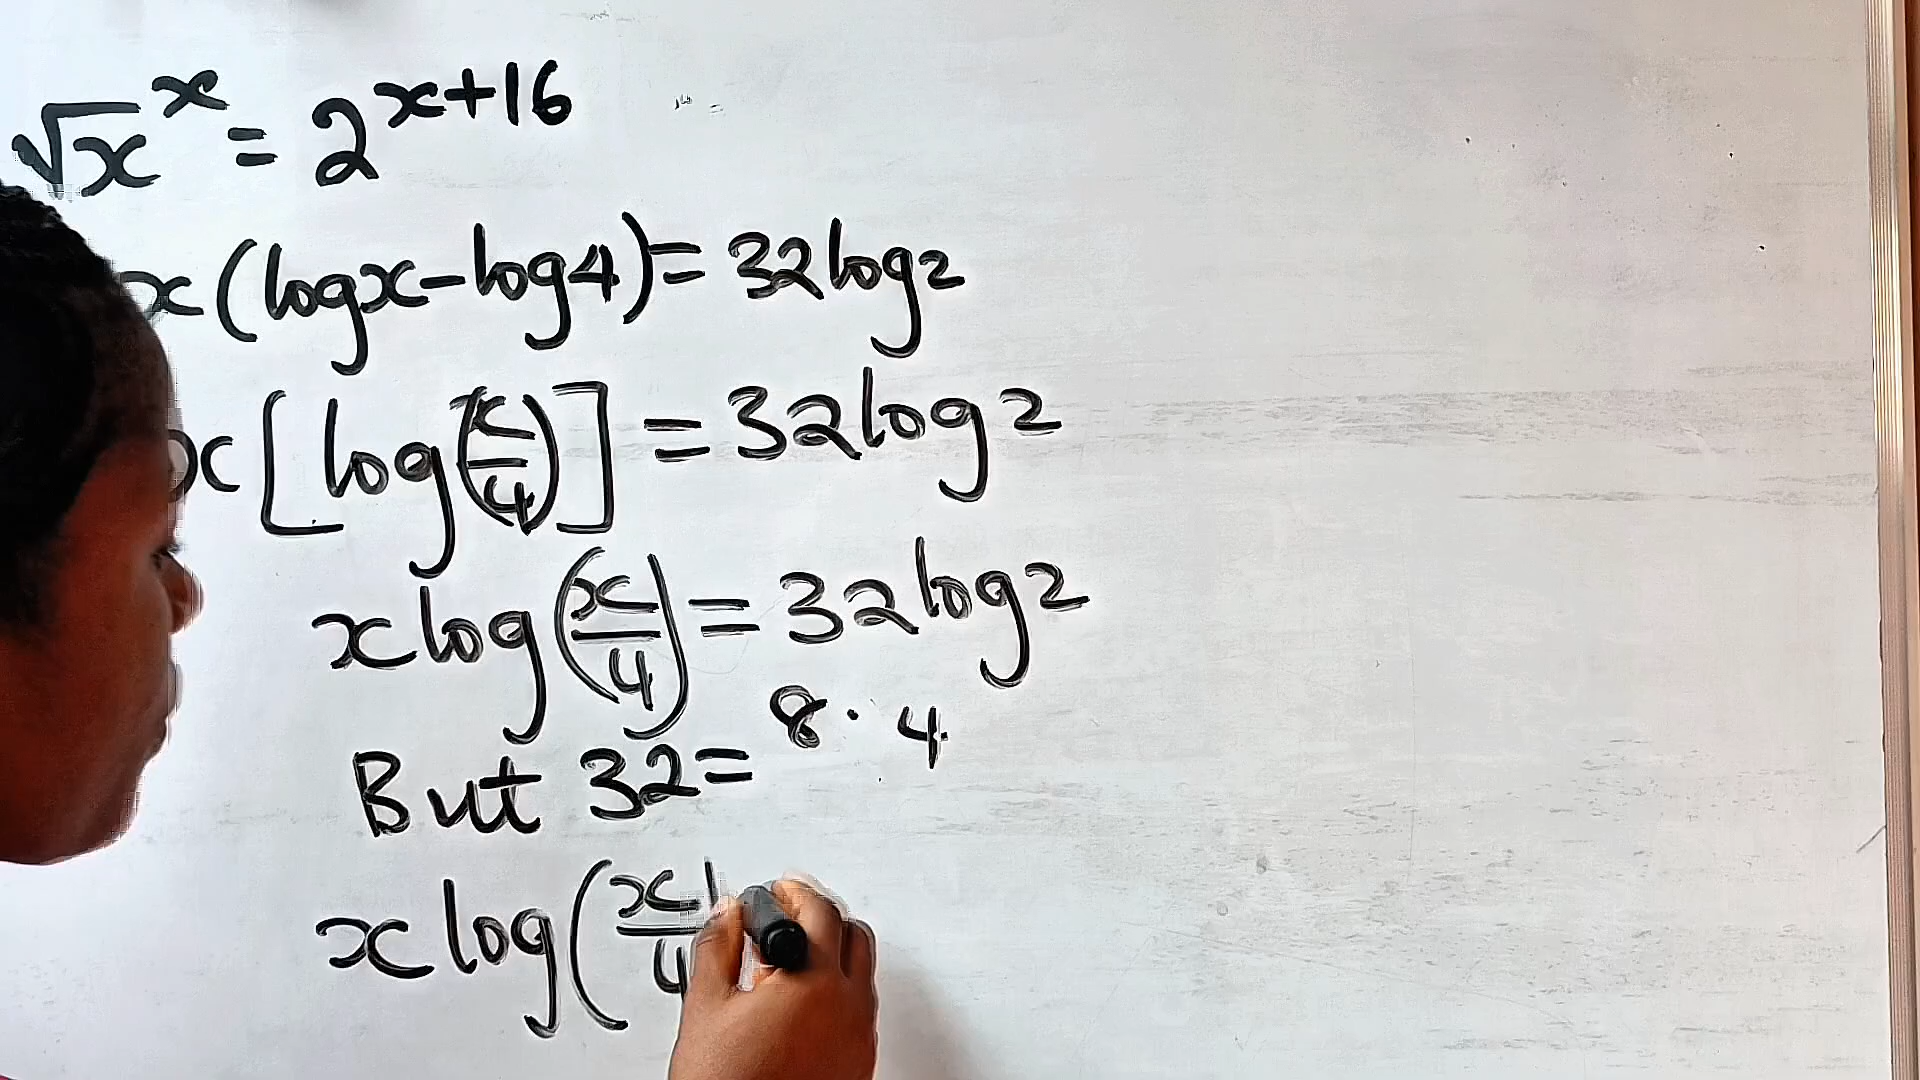 √x^x = 2^x+16
x(logx-log4)=32log2
x[log(x/4)]=32log2
xlog(x/4)=32log2
But 32= 8·4
xlog(x/4